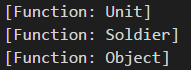 [Function: Unit]
[Function: Soldier]
[Function: Object]